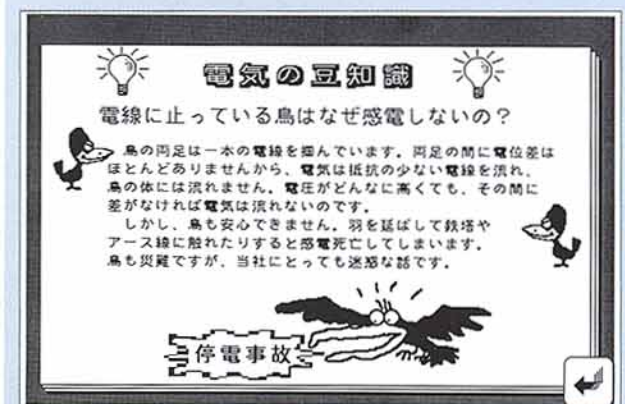 電気の豆知識
電線に止っている鳥はなぜ感電しないの？
鳥の両足は一本の電線を掴んでいます。両足の間に電位差は
ほとんどありませんから、電気は抵抗の少ない電線を流れ、
鳥の体には流れません。電圧がどんなに高くても、その間に
差がなければ電気は流れないのです。
しかし、鳥も安心できません。羽を延ばして鉄塔や
アース線に触れたりすると感電死亡してしまいます。
鳥も災難ですが、当社にとっても迷惑な話です。
停電事故